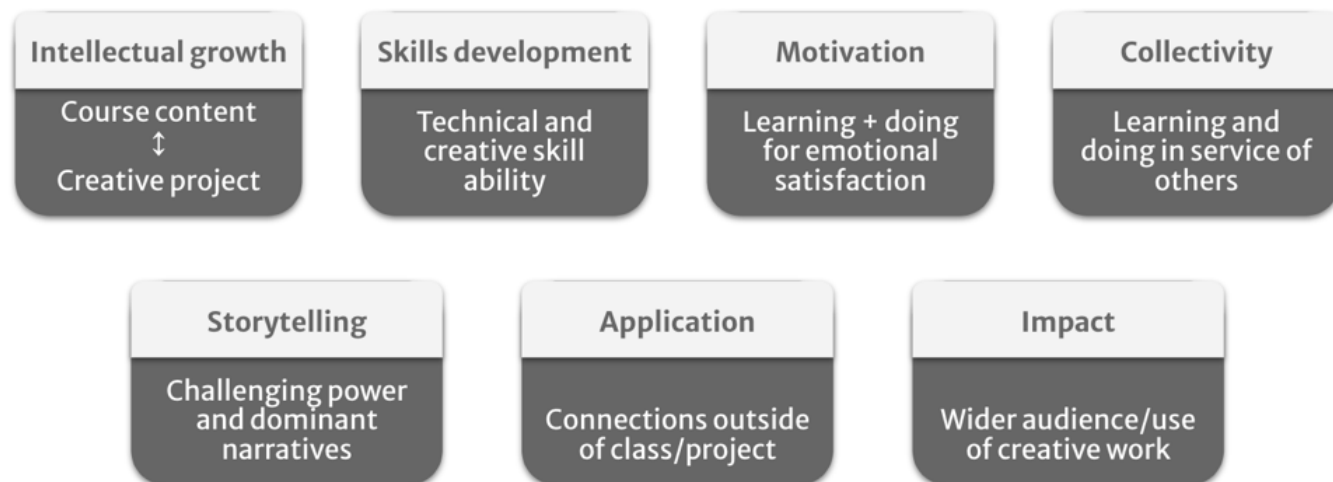 Intellectual growth
Course content
↕
Creative project
Skills development
Technical and
creative skill
ability
Motivation
Learning + doing
for emotional
satisfaction
Collectivity
Learning and
doing in service of
others
Storytelling
Challenging power
and dominant
narratives
Application
Connections outside
of class/project
Impact
Wider audience/use
of creative work